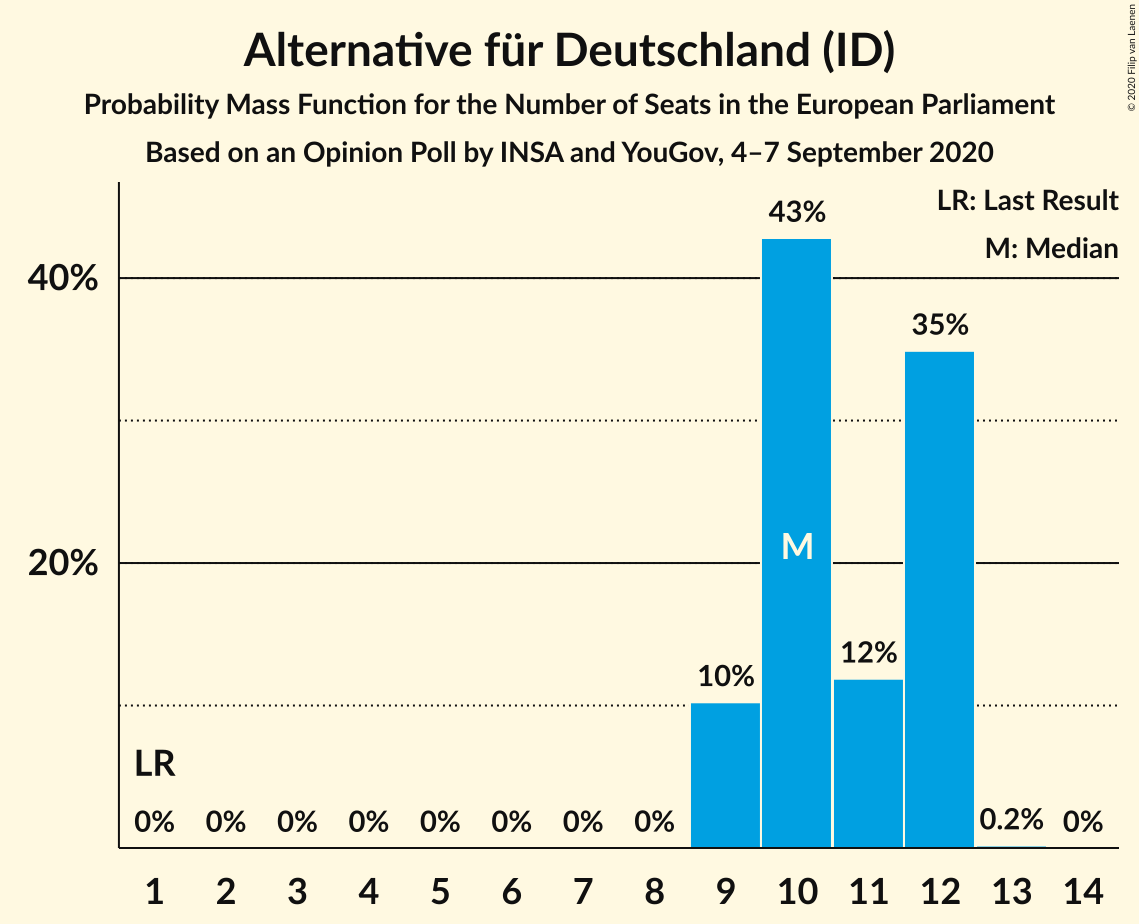 Alternative für Deutschland (ID)
Probability Mass Function for the Number of Seats in the European Parliament
Based on an Opinion Poll by INSA and YouGov, 4–7 September 2020
© 2020 Filip van Laenen
LR: Last Result
M: Median
43%
40%
35%
M
20%
12%
10%
LR
0% 0% 0% 0% 0% 0% 0% 0% 0.2% 0%
1 2 3 4 5 6 7 8 9 10 11 12 13 14